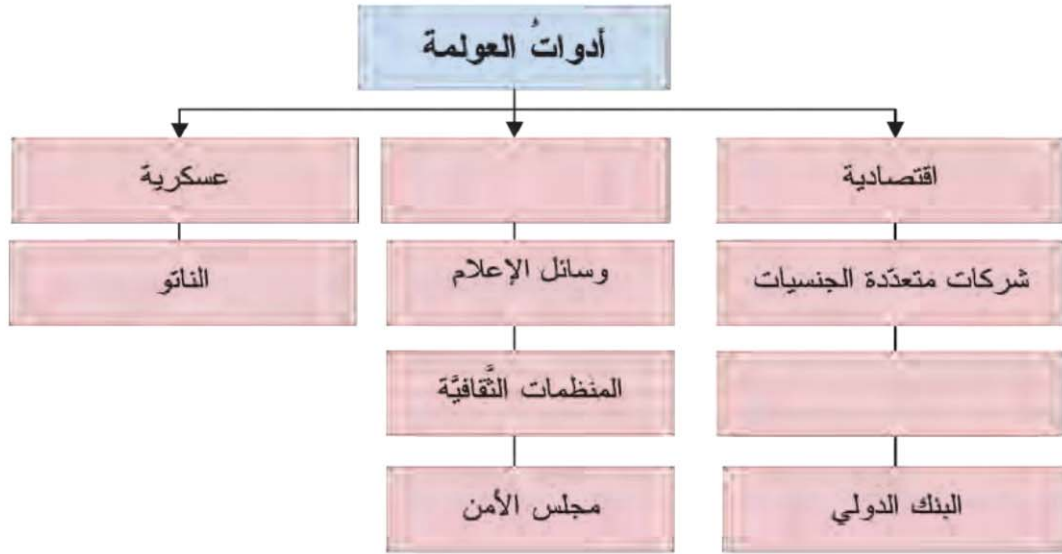 أدواتُ العولمة
اقتصادية
شركات متعدّدة الجنسيات
البنك الدولي
وسائل الإعلام
المنظمات الثَّقافيَّة
مجلس الأمن
عسكرية
الناتو